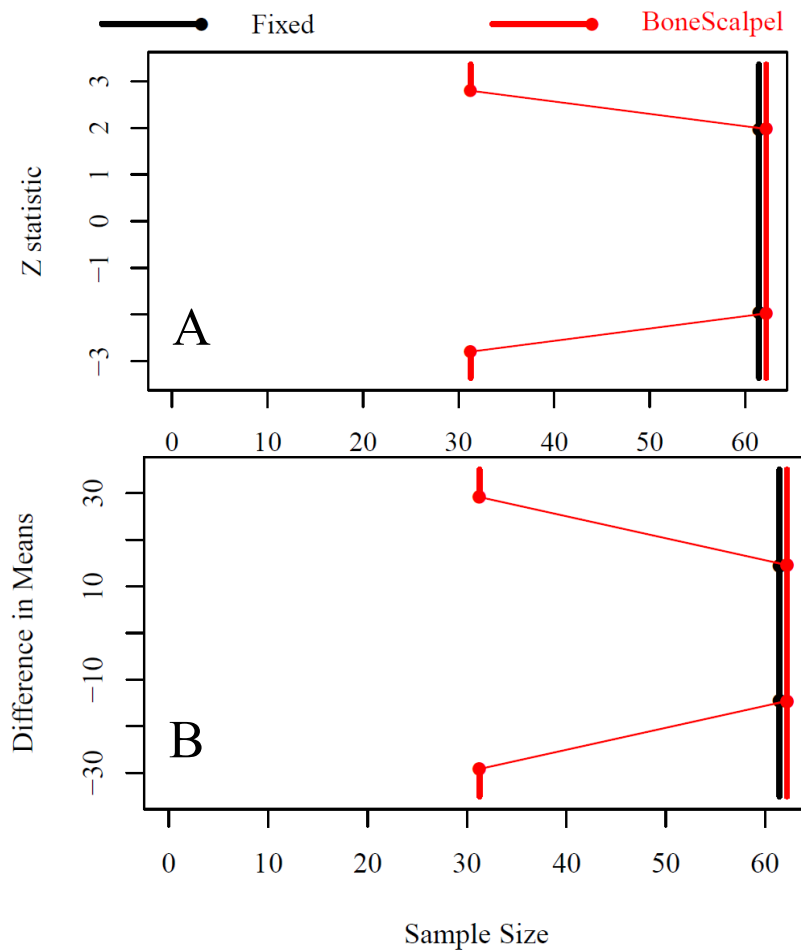 Fixed BoneScalpel
Z statistic
3
2
1
0
−1
−3
A
0 10 20 30 40 50 60
Difference in Means
30
10
−10
−30
B
0 10 20 30 40 50 60
Sample Size